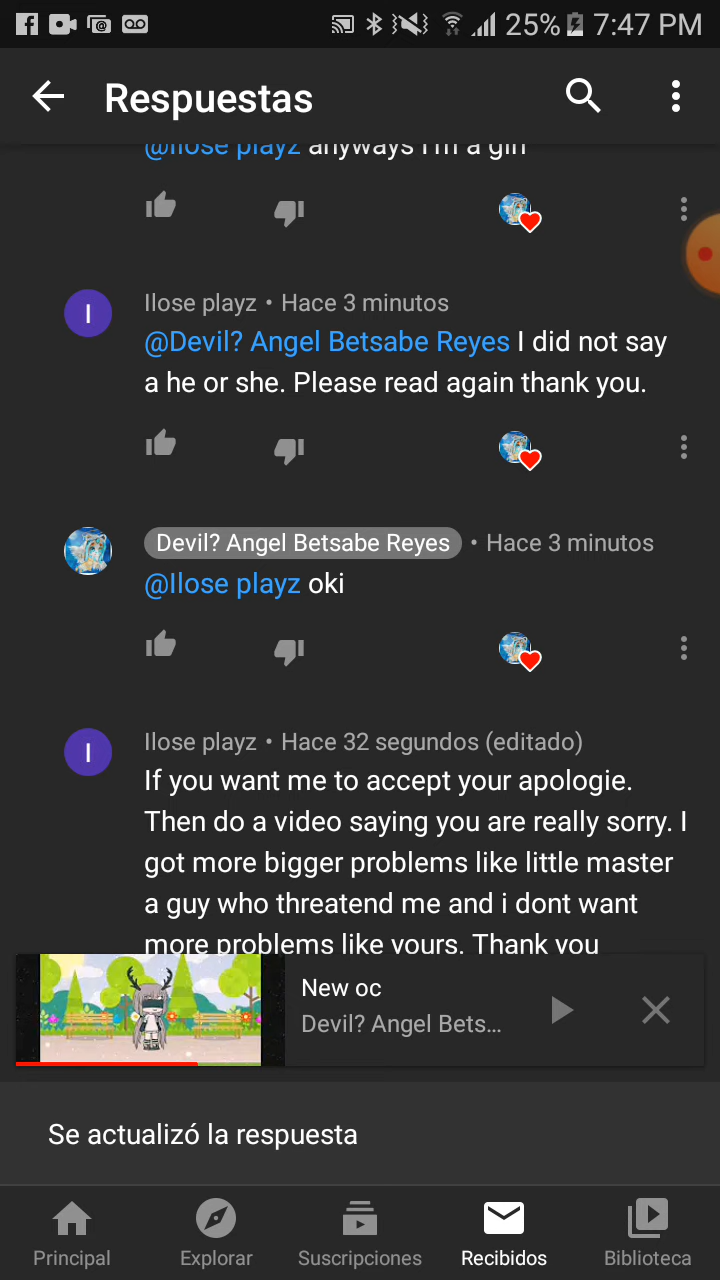 25% 7:47 PM
Respuestas
@Ilose playz anyways I'm a girl
I
Ilose playz • Hace 3 minutos
@Devil? Angel Betsabe Reyes I did not say
a he or she. Please read again thank you.
Devil? Angel Betsabe Reyes • Hace 3 minutos
@Ilose playz oki
I
Ilose playz • Hace 32 segundos (editado)
If you want me to accept your apologie.
Then do a video saying you are really sorry. I
got more bigger problems like little master
a guy who threatend me and i dont want
more problems like yours. Thank you
New oc
Devil? Angel Bets...
Se actualizó la respuesta
Principal Explorar Suscripciones Recibidos Biblioteca